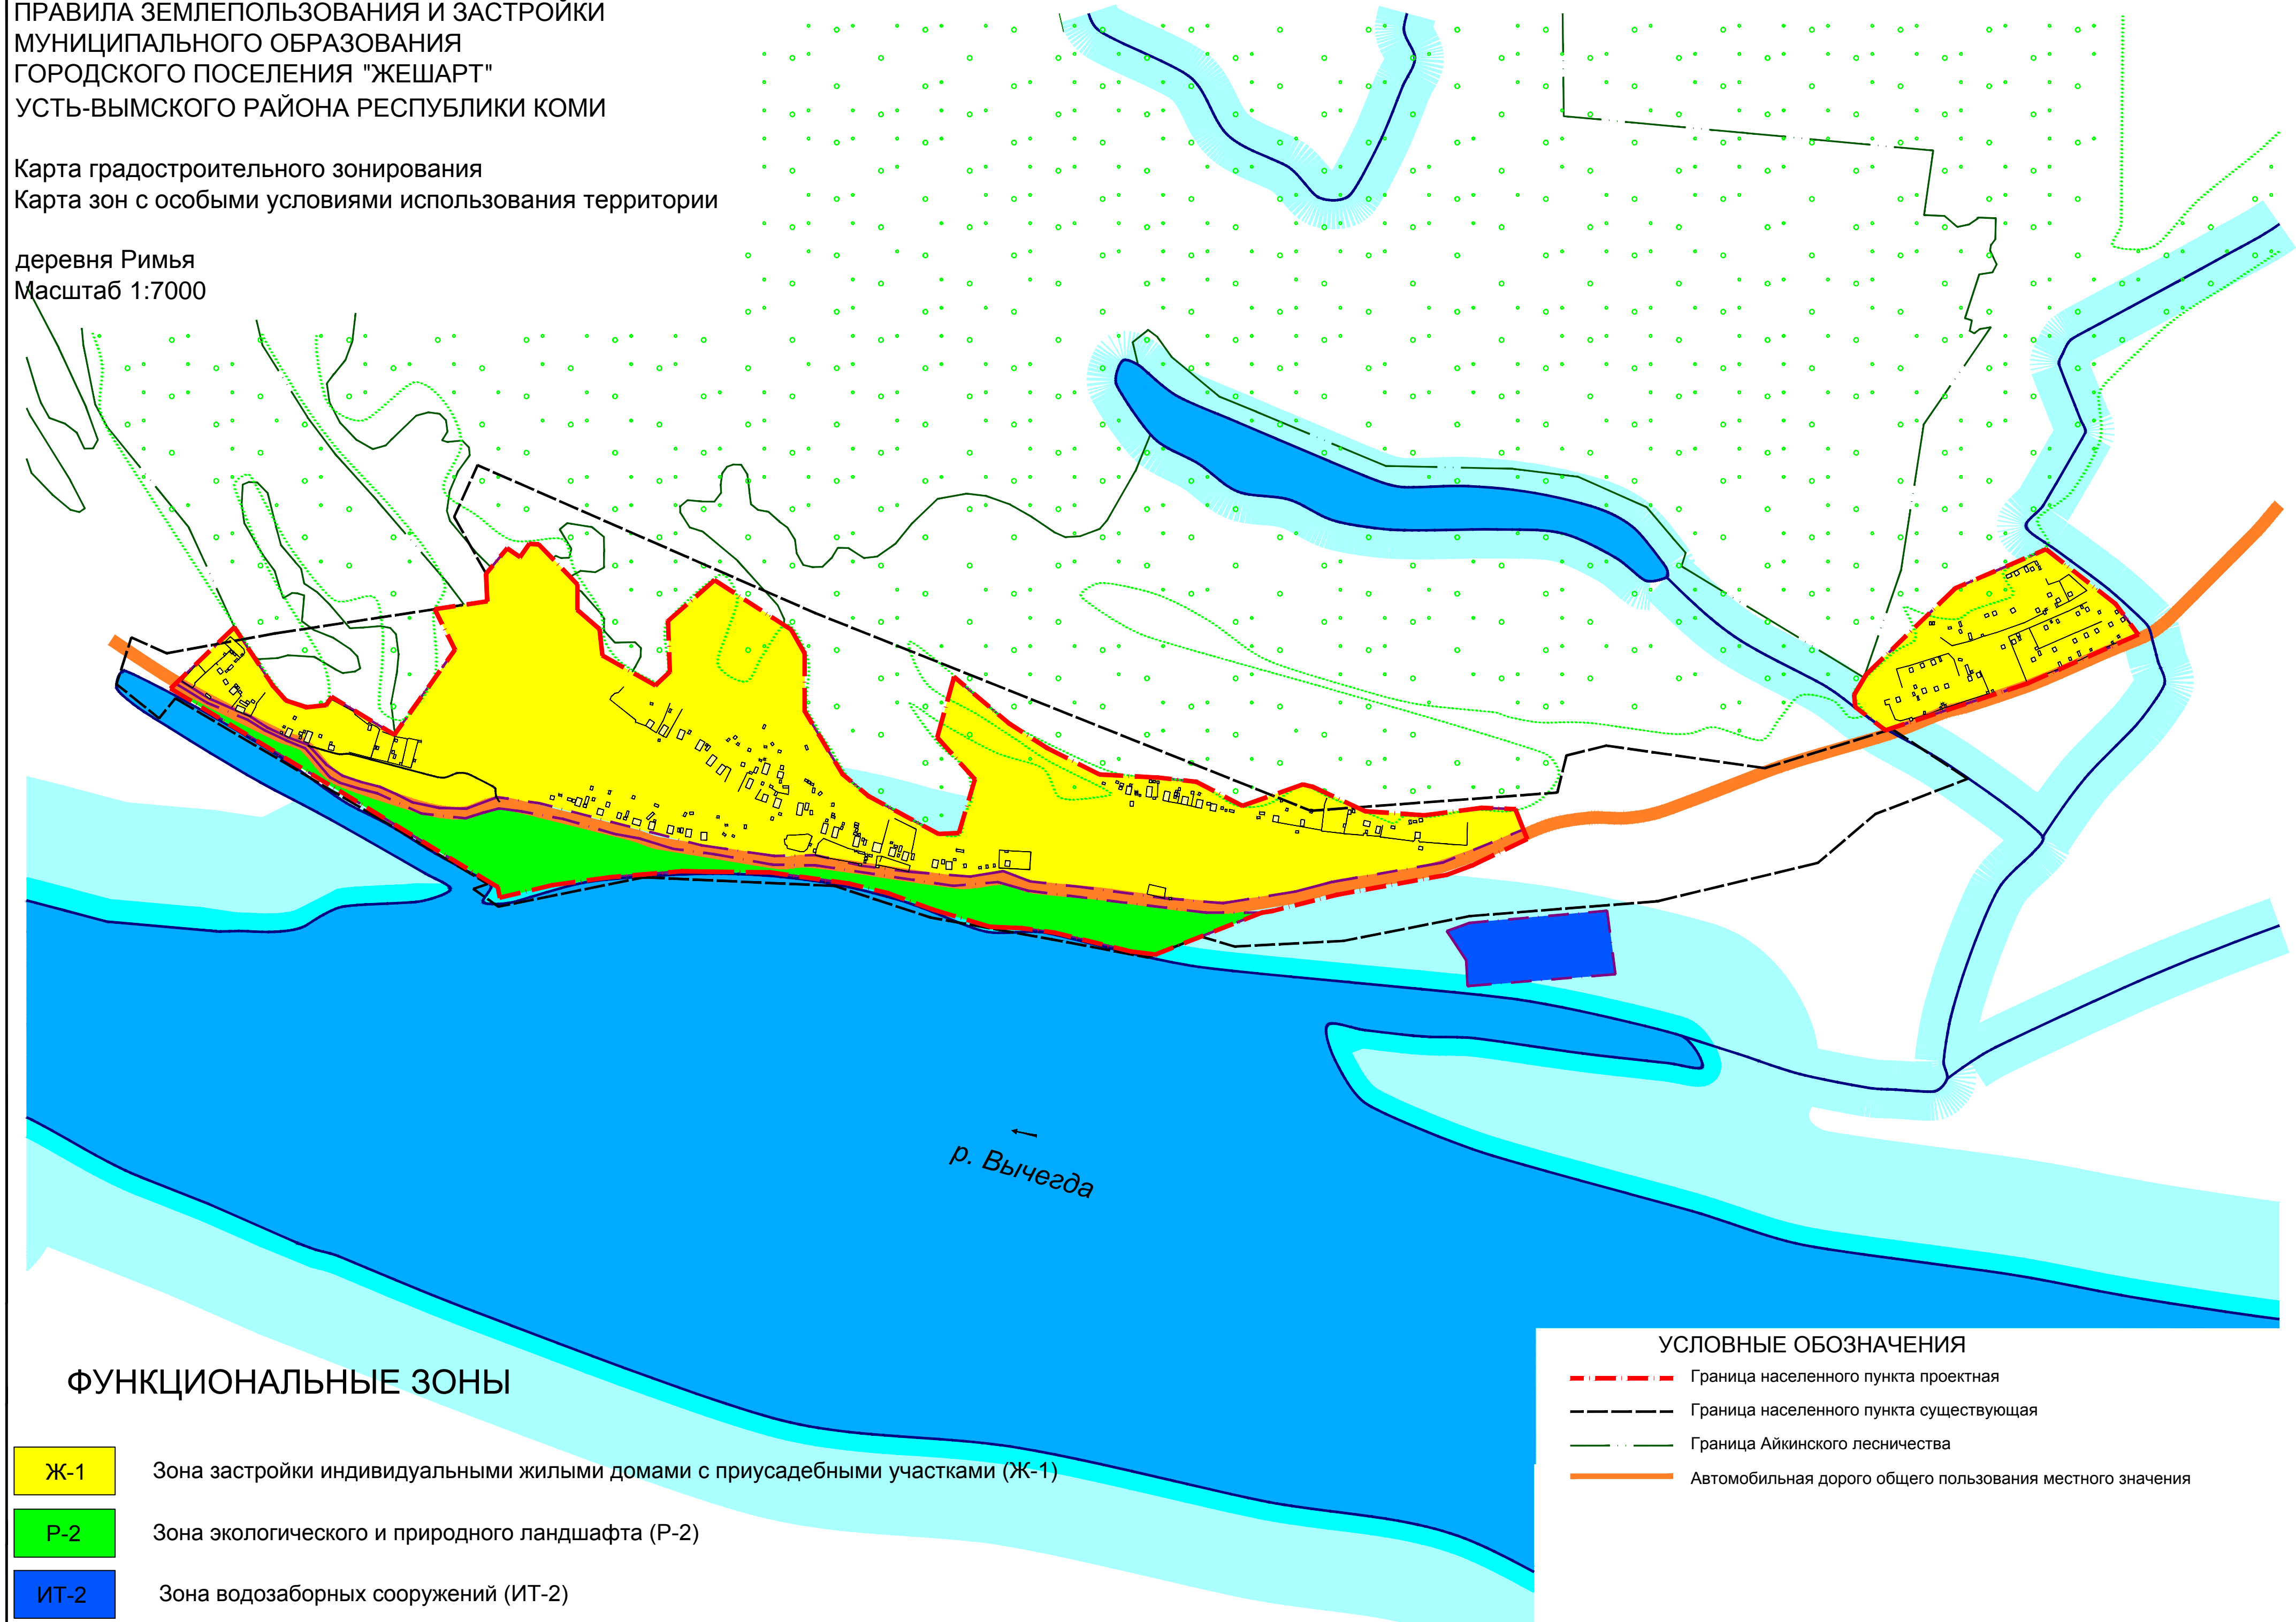 ПРАВИЛА ЗЕМЛЕПОЛЬЗОВАНИЯ И ЗАСТРОЙКИ
МУНИЦИПАЛЬНОГО ОБРАЗОВАНИЯ
ГОРОДСКОГО ПОСЕЛЕНИЯ "ЖЕШАРТ"
УСТЬ-ВЫМСКОГО РАЙОНА РЕСПУБЛИКИ КОМИ
Карта градостроительного зонирования
Карта зон с особыми условиями использования территории
деревня Римья
Масштаб 1:7000
р. Вычегда
ФУНКЦИОНАЛЬНЫЕ ЗОНЫ
Ж-1 Зона застройки индивидуальными жилыми домами с приусадебными участками (Ж-1)
Р-2 Зона экологического и природного ландшафта (Р-2)
ИТ-2 Зона водозаборных сооружений (ИТ-2)
УСЛОВНЫЕ ОБОЗНАЧЕНИЯ
Граница населенного пункта проектная
Граница населенного пункта существующая
Граница Айкинского лесничества
Автомобильная дорого общего пользования местного значения